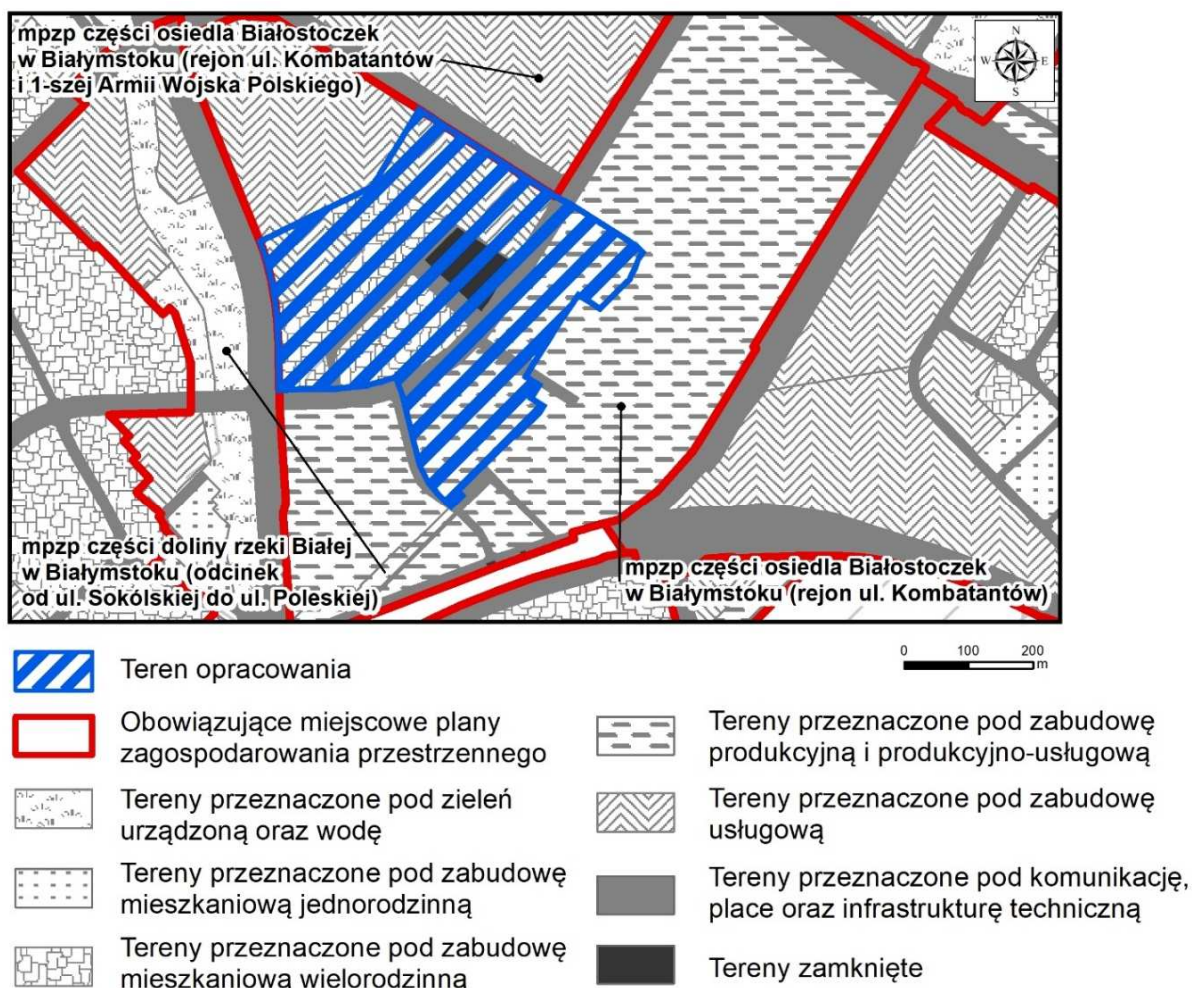 mpzp części osiedla Białostoczek
w Białymstoku (rejon ul. Kombatantów
i 1-szej Armii Wojska Polskiego)
N
W E
S
mpzp części doliny rzeki Białej
w Białymstoku (odcinek
od ul. Sokólskiej do ul. Poleskiej)
mpzp części osiedla Białostoczek
w Białymstoku (rejon ul. Kombatantów)
0 100 200
m
Teren opracowania
Obowiązujące miejscowe plany
zagospodarowania przestrzennego
Tereny przeznaczone pod zieleń
urządzoną oraz wodę
Tereny przeznaczone pod zabudowę
mieszkaniową jednorodzinną
Tereny przeznaczone pod zabudowę
mieszkaniową wielorodzinną
Tereny przeznaczone pod zabudowę
produkcyjną i produkcyjno-usługową
Tereny przeznaczone pod zabudowę
usługową
Tereny przeznaczone pod komunikację,
place oraz infrastrukturę techniczną
Tereny zamknięte